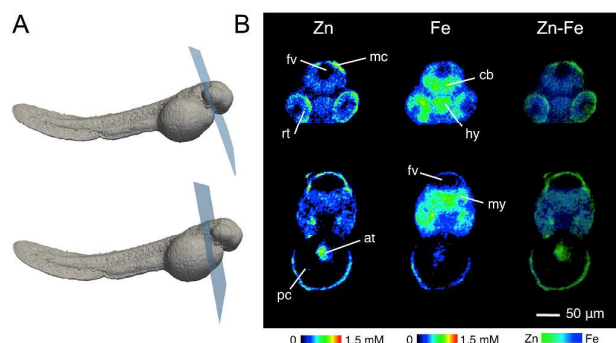 A
B
Zn
Fe
Zn-Fe
fv
mc
cb
rt
hy
fv
my
at
pc
50 µm
0 1.5 mM
0 1.5 mM
Zn Fe